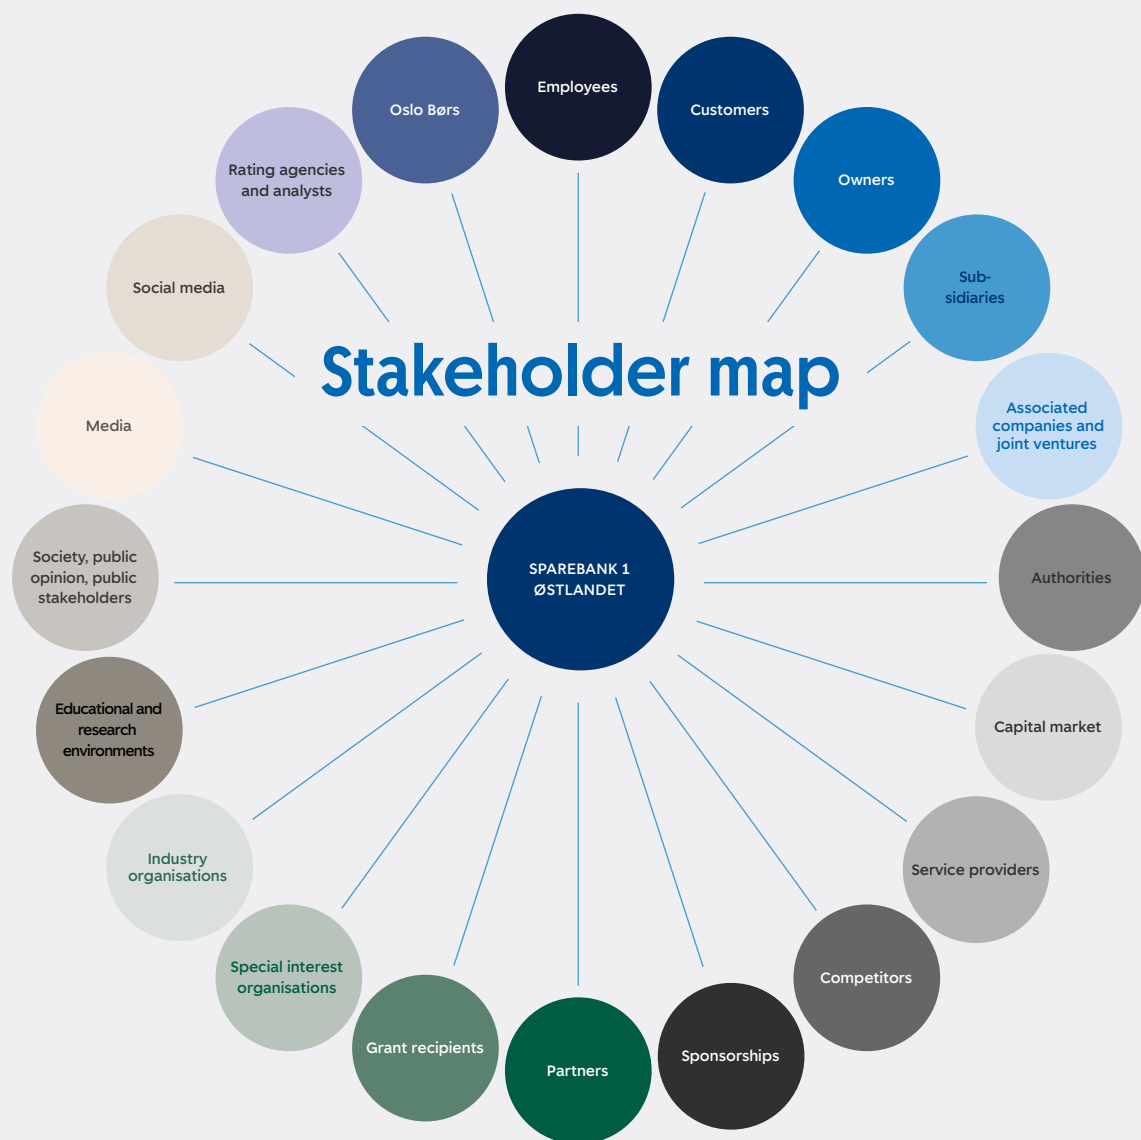 Employees
Customers
Owners
Sub-
sidiaries
Associated
companies and
joint ventures
Authorities
Capital market
Service providers
Competitors
Sponsorships
Partners
Grant recipients
Special interest
organisations
Industry
organisations
Educational and
research
environments
Society, public
opinion, public
stakeholders
Media
Social media
Rating agencies
and analysts
Oslo Børs
Stakeholder map
SPAREBANK 1
ØSTLANDET